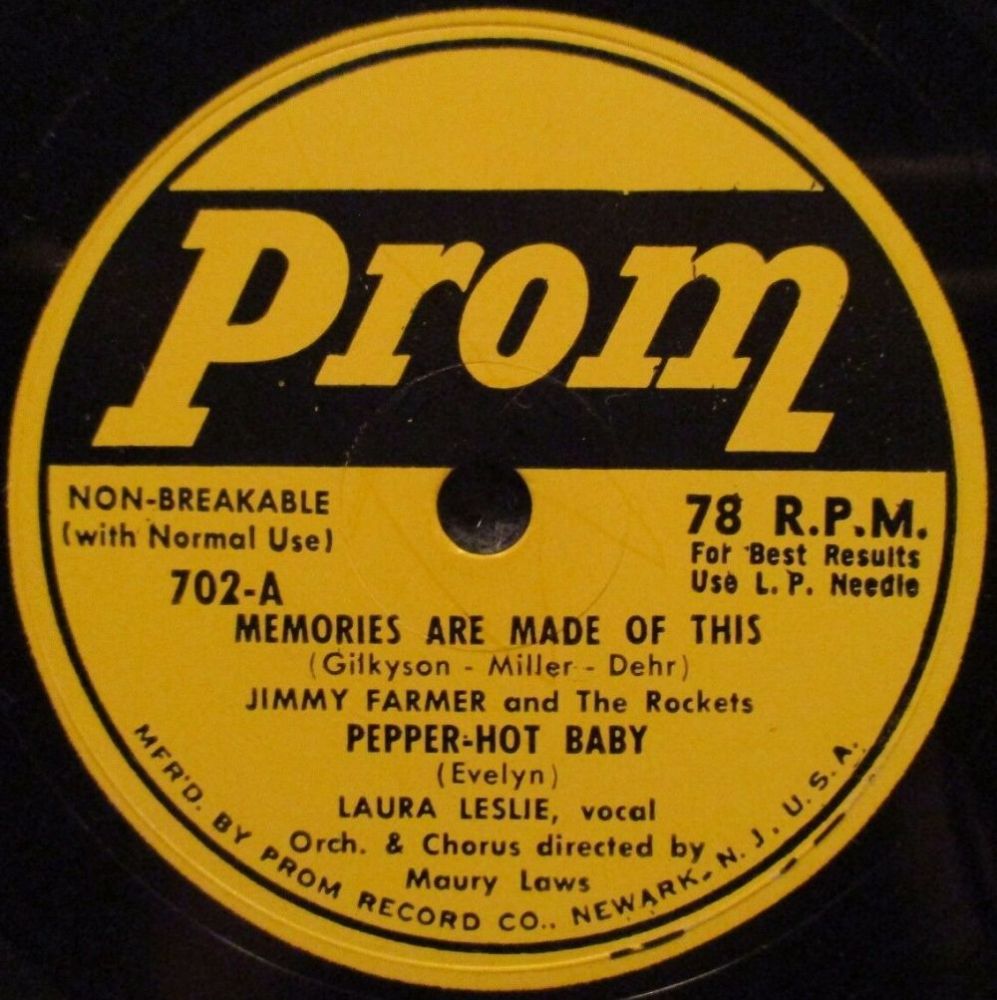 Prom
NON-BREAKABLE
(with Normal Use)
78 R.P.M.
For Best Results
Use L. P. Needle
702-A
MEMORIES ARE MADE OF THIS
(Gilkyson - Miller - Dehr)
JIMMY FARMER and The Rockets
PEPPER-HOT BABY
(Evelyn)
LAURA LESLIE, vocal
Orch. & Chorus directed by
Maury Laws
MFR'D. BY PROM RECORD CO., NEWARK, N. J. U. S. A.